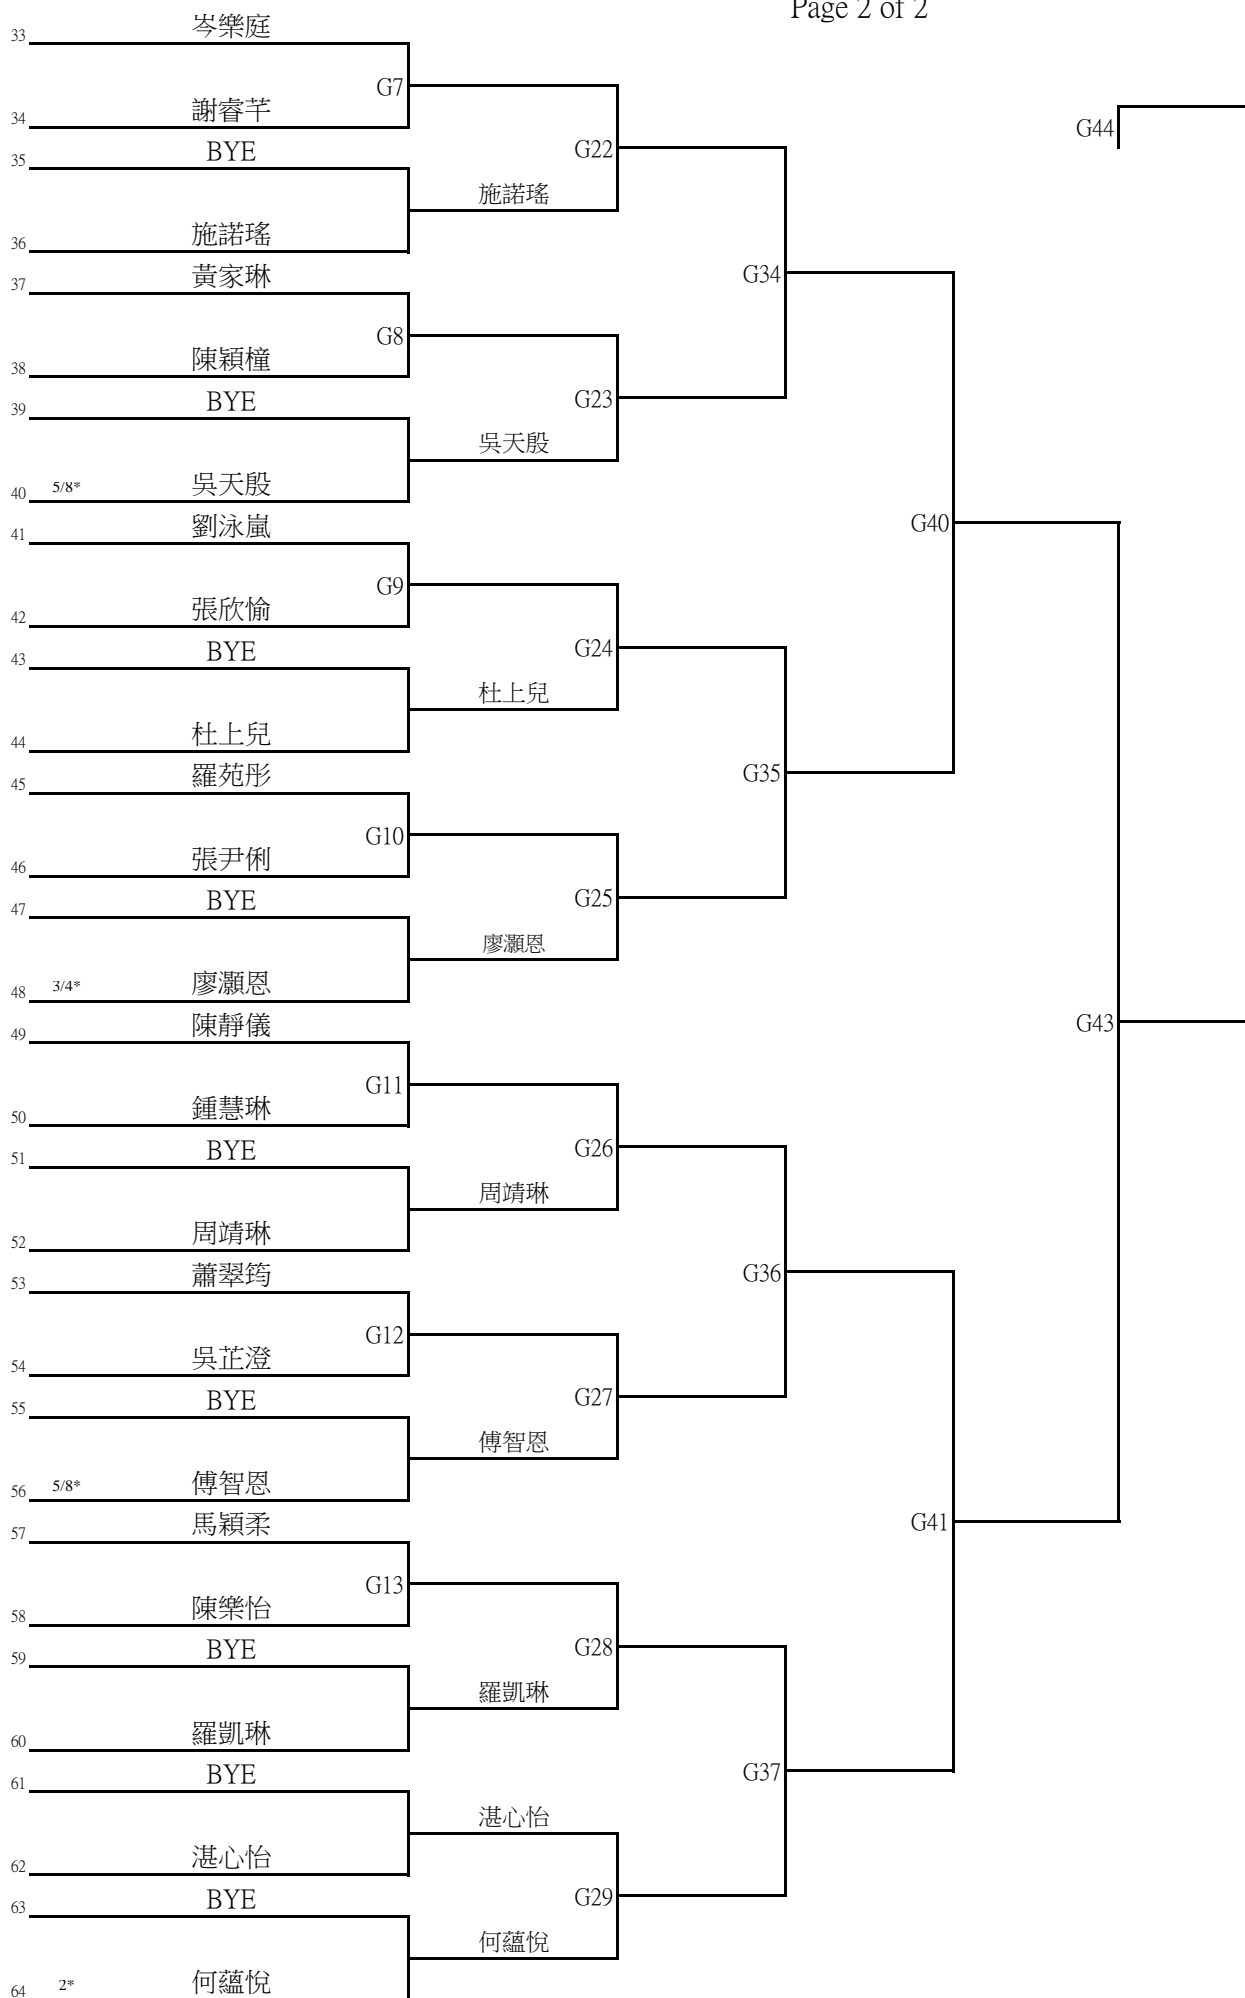 Page 2 of 2
33 岑樂庭
G7
34 謝睿芊
G44
35 BYE
G22
施諾瑤
36 施諾瑤
37 黃家琳
G34
G8
38 陳穎橦
39 BYE
G23
吳天殷
40 5/8* 吳天殷
41 劉泳嵐
G40
G9
42 張欣愉
43 BYE
G24
杜上兒
44 杜上兒
45 羅苑彤
G35
G10
46 張尹俐
47 BYE
G25
廖灝恩
48 3/4* 廖灝恩
49 陳靜儀
G43
G11
50 鍾慧琳
51 BYE
G26
周靖琳
52 周靖琳
53 蕭翠筠
G36
G12
54 吳芷澄
55 BYE
G27
傅智恩
56 5/8* 傅智恩
57 馬穎柔
G41
G13
58 陳樂怡
59 BYE
G28
羅凱琳
60 羅凱琳
61 BYE
G37
湛心怡
62 湛心怡
63 BYE
G29
何蘊悅
64 2* 何蘊悅